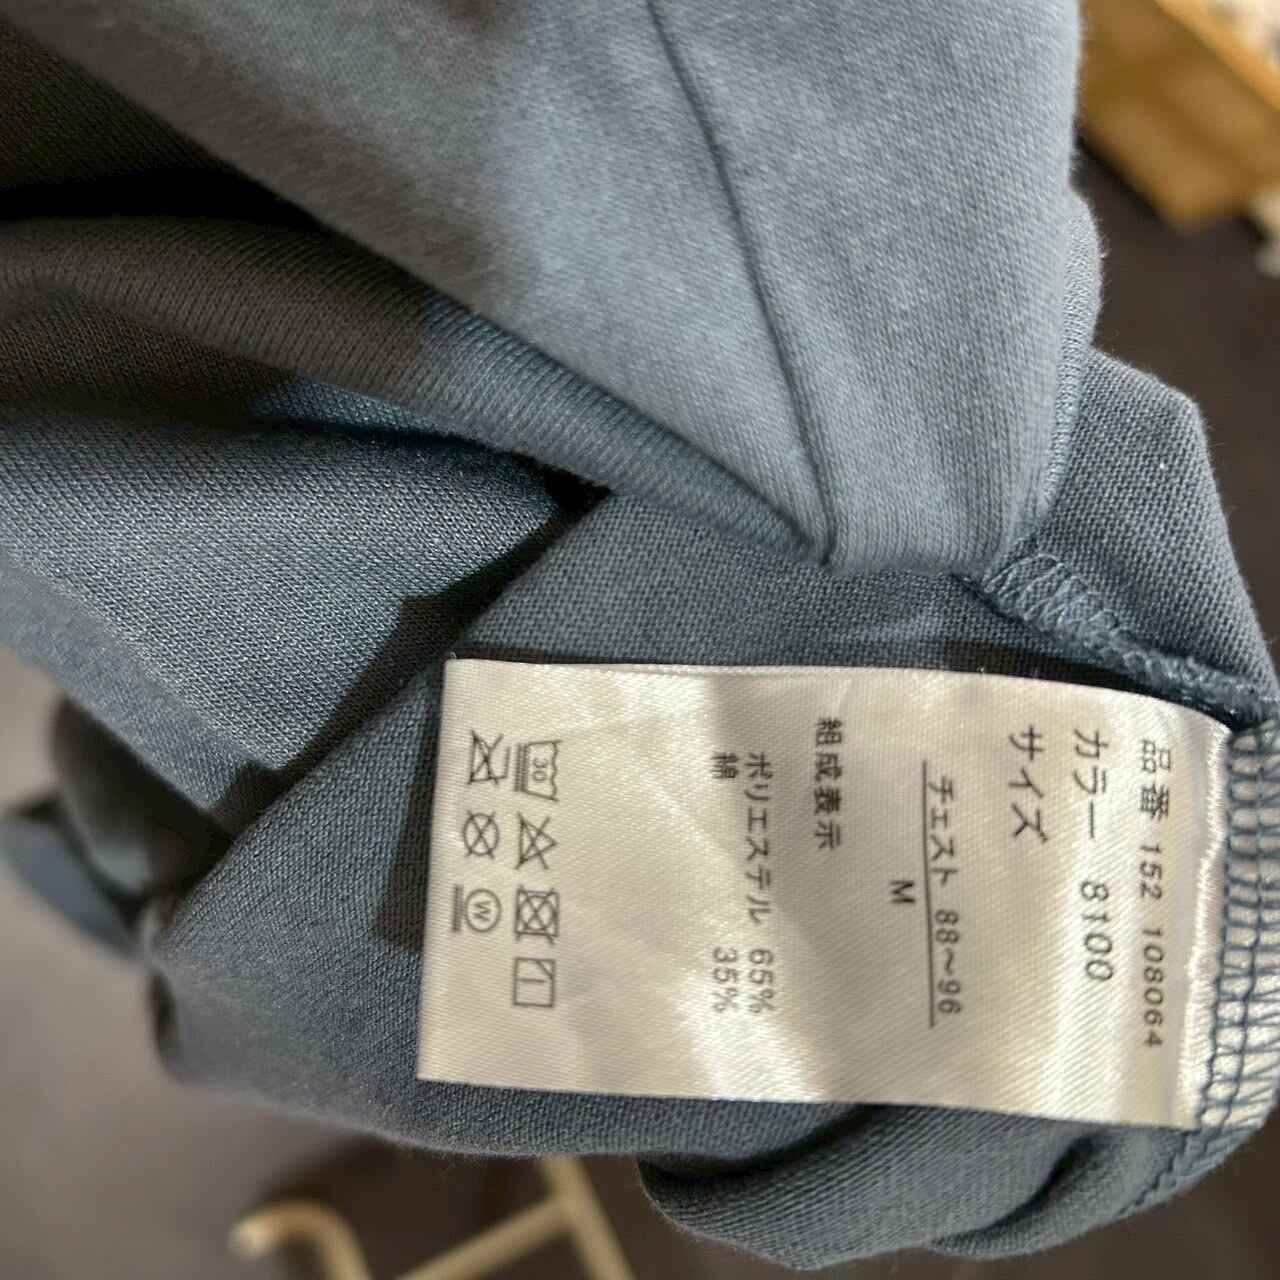 品番 152 108064
カラー 8100
サイズ
チェスト 88〜96
M
組成表示
ポリエステル 65%
綿 35%
30
W